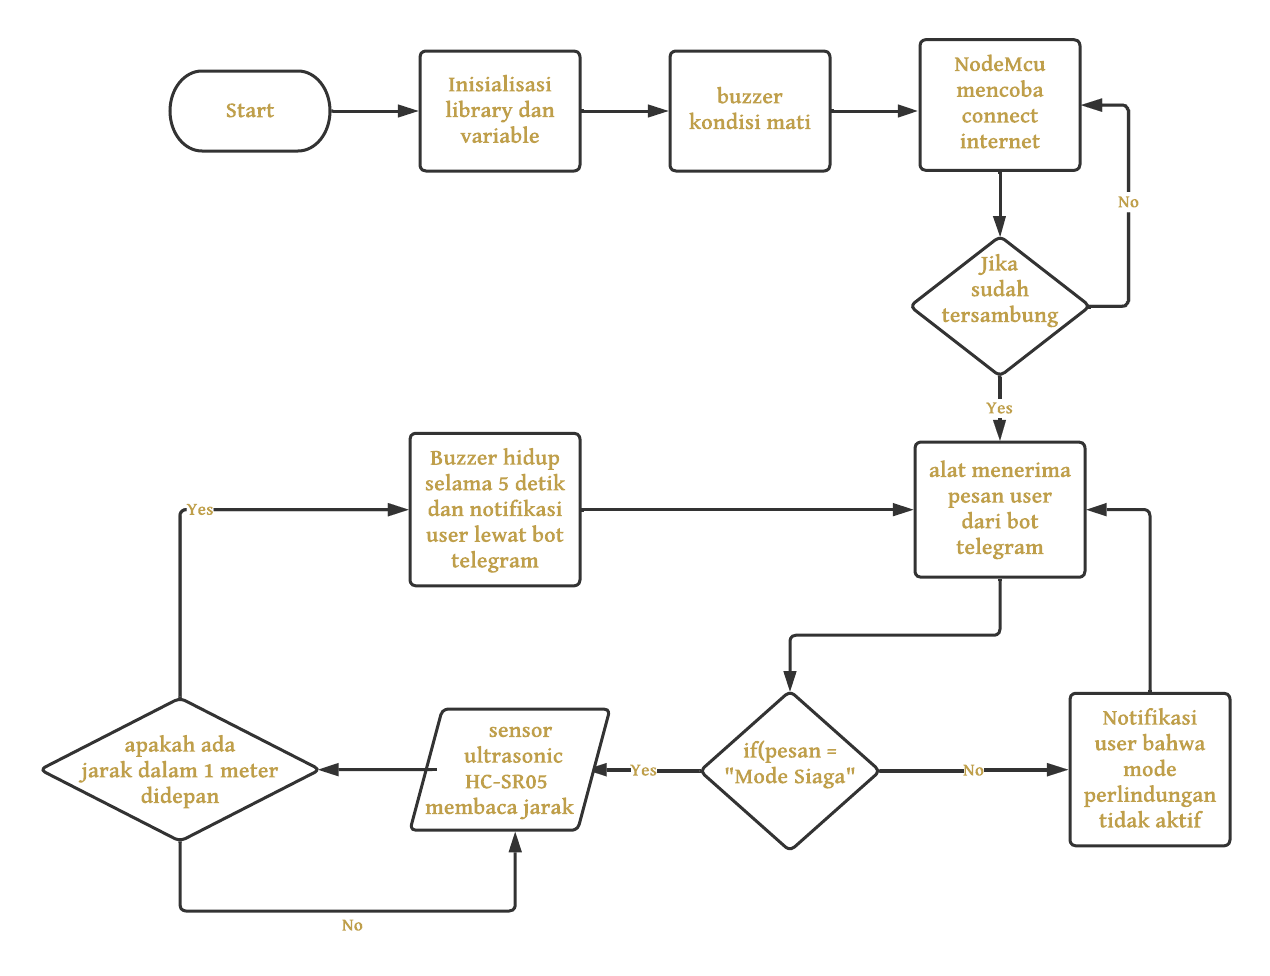 Start
Inisialisasi
library dan
variable
buzzer
kondisi mati
NodeMcu
mencoba
connect
internet
No
Jika
sudah
tersambung
Yes
alat menerima
pesan user
dari bot
telegram
Buzzer hidup
selama 5 detik
dan notifikasi
user lewat bot
telegram
Yes
if(pesan =
"Mode Siaga"
No
Notifikasi
user bahwa
mode
perlindungan
tidak aktif
Yes
sensor
ultrasonic
HC-SR05
membaca jarak
apakah ada
jarak dalam 1 meter
didepan
No